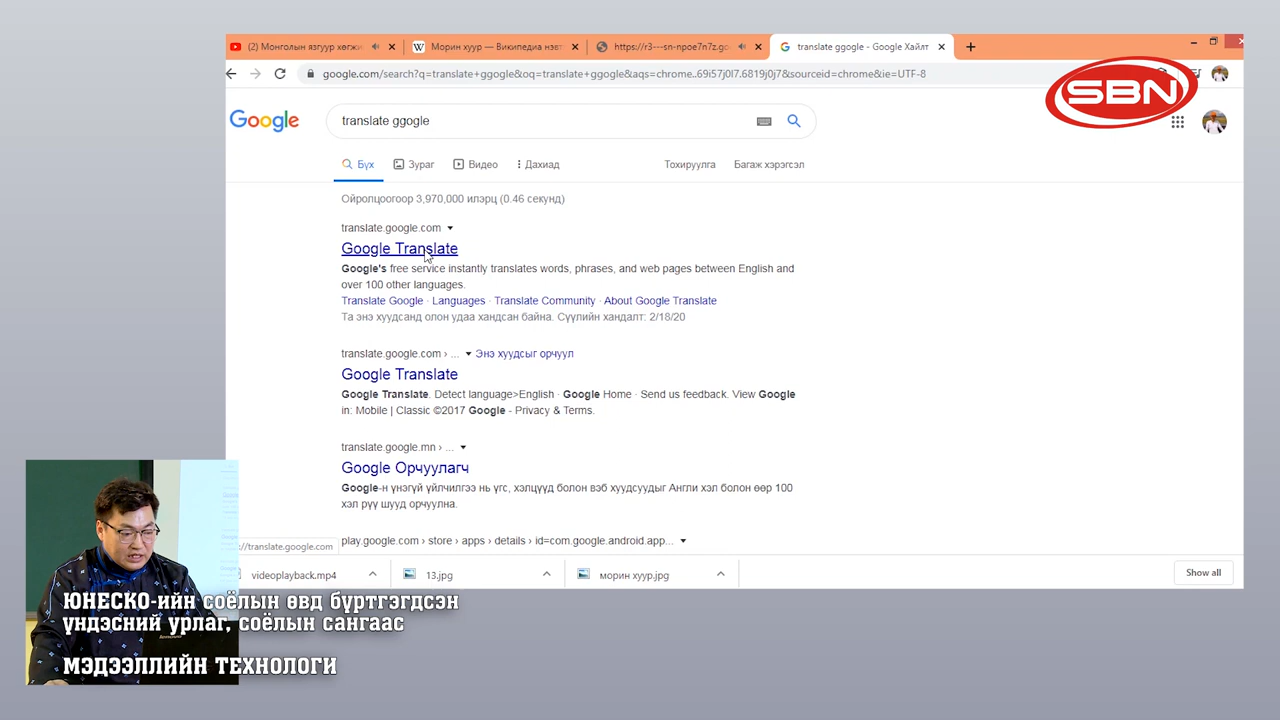 (2) Монголын язгуур хөгжи
Морин хуур — Википедиа нэвт
https://r3---sn-npoe7n7z.go
translate ggogle - Google Хайлт
google.com/search?q=translate+ggogle&oq=translate+ggogle&aqs=chrome..69i57j0l7.6819j0j7&sourceid=chrome&ie=UTF-8
SBN
Google
translate ggogle
Бүх
Зураг
Видео
Дахиад
Тохируулга
Багаж хэрэгсэл
Ойролцоогоор 3,970,000 илэрц (0.46 секунд)
translate.google.com
Google Translate
Google's free service instantly translates words, phrases, and web pages between English and
over 100 other languages.
Translate Google · Languages · Translate Community · About Google Translate
Та энэ хуудсанд олон удаа хандсан байна. Сүүлийн хандалт: 2/18/20
translate.google.com › ... Энэ хуудсыг орчуул
Google Translate
Google Translate. Detect language>English · Google Home · Send us feedback. View Google
in: Mobile | Classic ©2017 Google - Privacy & Terms.
translate.google.mn › ...
Google Орчуулагч
Google-н үнэгүй үйлчилгээ нь үгс, хэлцүүд болон вэб хуудсуудыг Англи хэл болон өөр 100
хэл рүү шууд орчуулна.
play.google.com › store › apps › details › id=com.google.android.app...
://translate.google.com
videoplayback.mp4
13.jpg
морин хуур.jpg
Show all
ЮНЕСКО-ийн соёлын өвд бүртгэгдсэн
үндэсний урлаг, соёлын сангаас
МЭДЭЭЛЛИЙН ТЕХНОЛОГИ